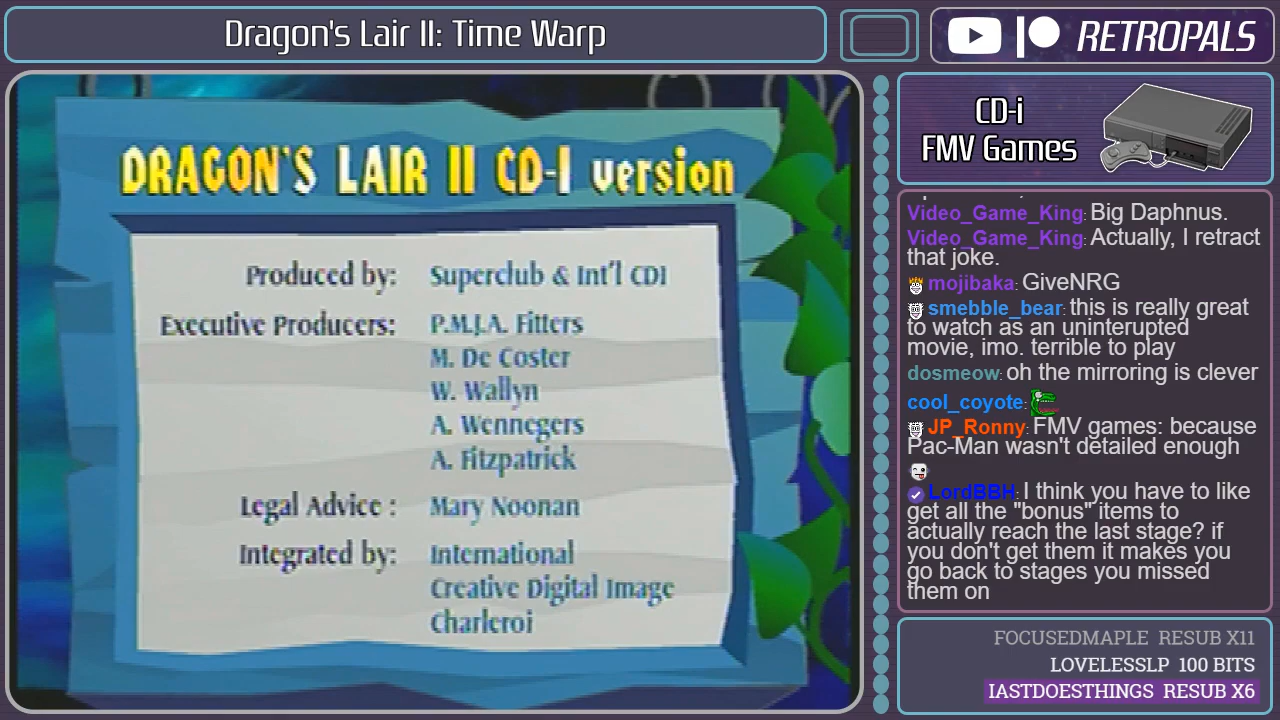 Dragon's Lair II: Time Warp
RETROPALS
DRAGON'S LAIR II CD-I version
Produced by: Superclub & Int'l CDI
Executive Producers: P.M.J.A. Fitters
M. De Coster
W. Wallyn
A. Wennegers
A. Fitzpatrick
Legal Advice : Mary Noonan
Integrated by: International
Creative Digital Image
Charleroi
CD-i
FMV Games
Video_Game_King: Big Daphnus.
Video_Game_King: Actually, I retract
that joke.
mojibaka: GiveNRG
smebble_bear: this is really great
to watch as an uninterupted
movie, imo. terrible to play
dosmeow: oh the mirroring is clever
cool_coyote:
JP_Ronny: FMV games: because
Pac-Man wasn't detailed enough
LordBBH: I think you have to like
get all the "bonus" items to
actually reach the last stage? if
you don't get them it makes you
go back to stages you missed
them on
FOCUSEDMAPLE RESUB X11
LOVELESSLP 100 BITS
IASTDOESTHINGS RESUB X6